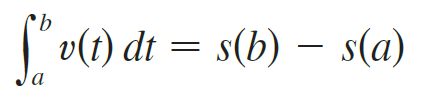 ∫_a^b v(t) dt = s(b) − s(a)